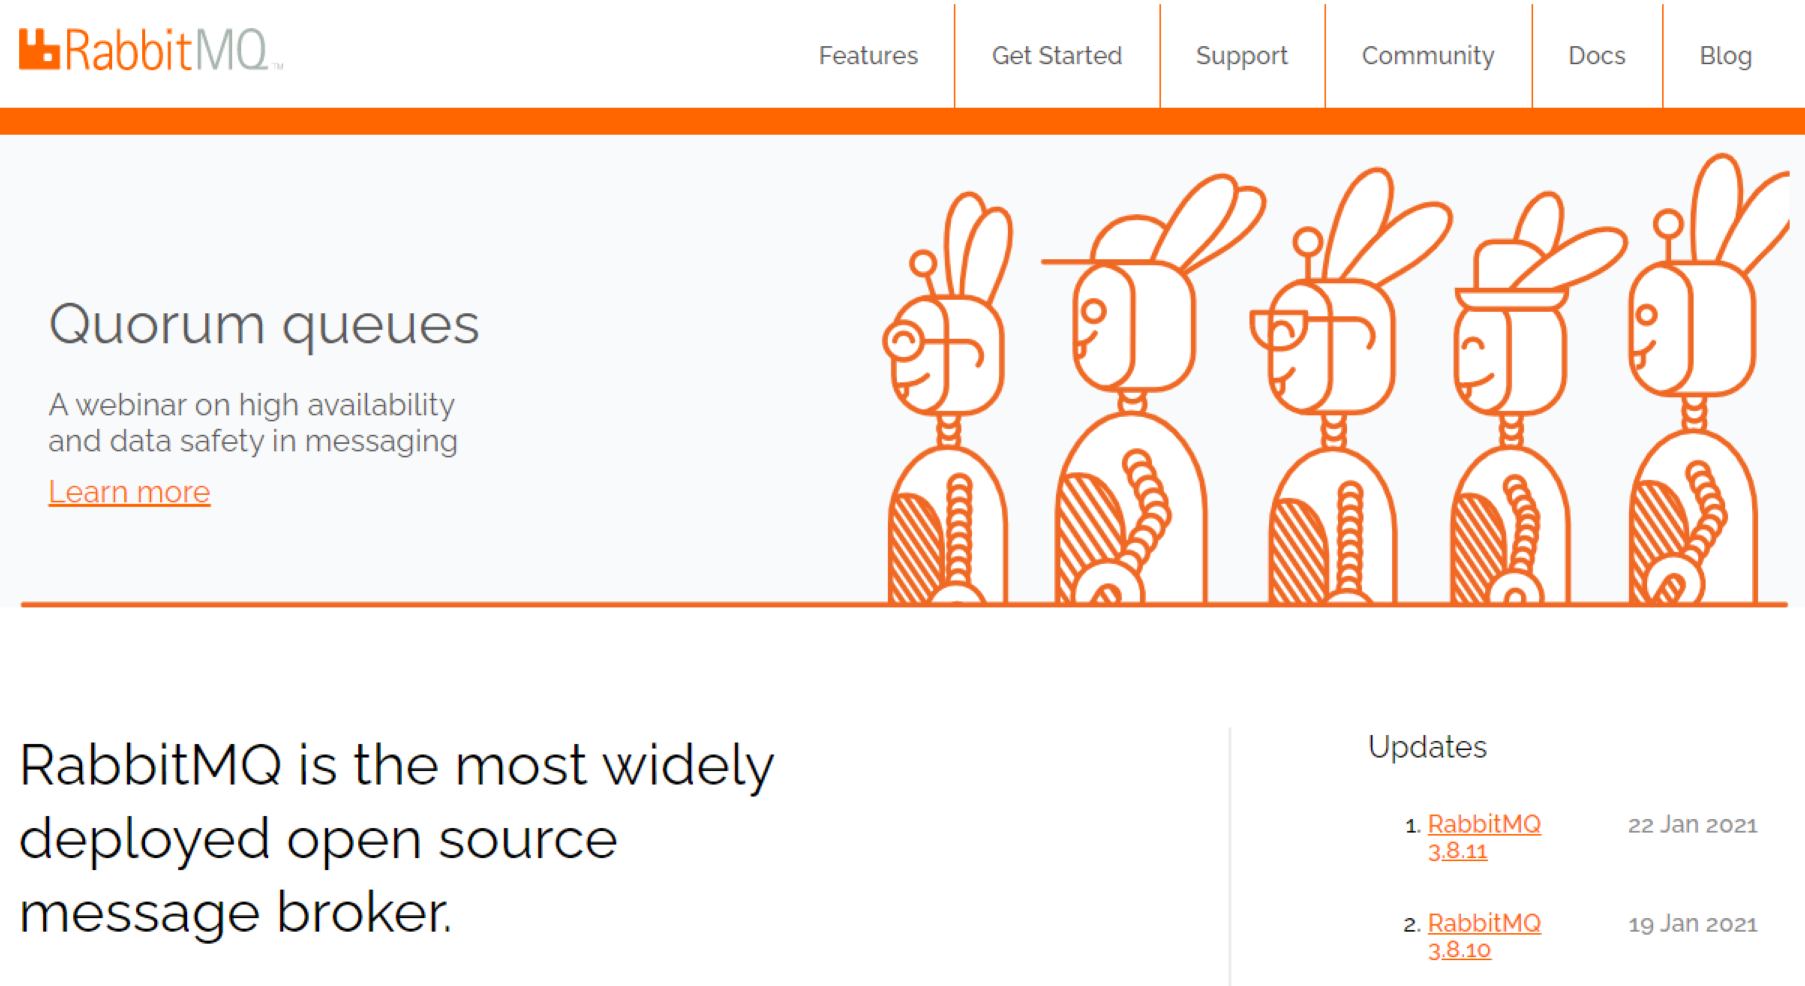 RabbitMQ™
Features
Get Started
Support
Community
Docs
Blog
Quorum queues
A webinar on high availability
and data safety in messaging
Learn more
RabbitMQ is the most widely
deployed open source
message broker.
Updates
1. RabbitMQ 22 Jan 2021
3.8.11
2. RabbitMQ 19 Jan 2021
3.8.10